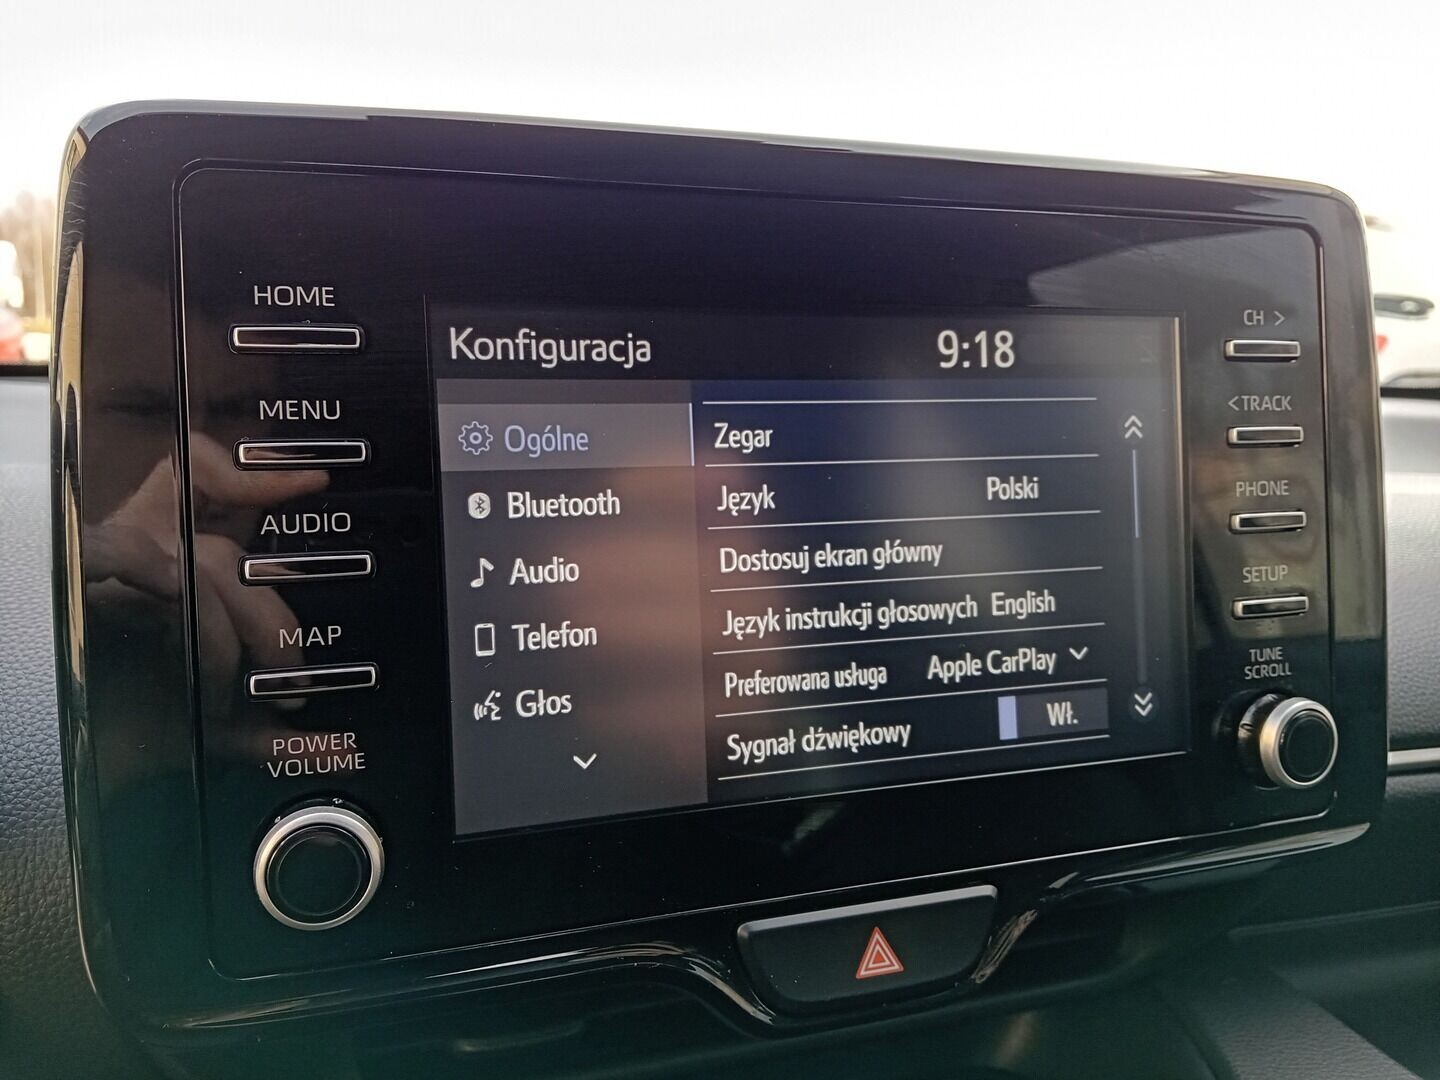 HOME
MENU
AUDIO
MAP
POWER
VOLUME
Konfiguracja 9:18
Ogólne
Bluetooth
Audio
Telefon
Głos
Zegar
Język Polski
Dostosuj ekran główny
Język instrukcji głosowych English
Preferowana usługa Apple CarPlay
Sygnał dźwiękowy Wł.
CH >
< TRACK
PHONE
SETUP
TUNE
SCROLL